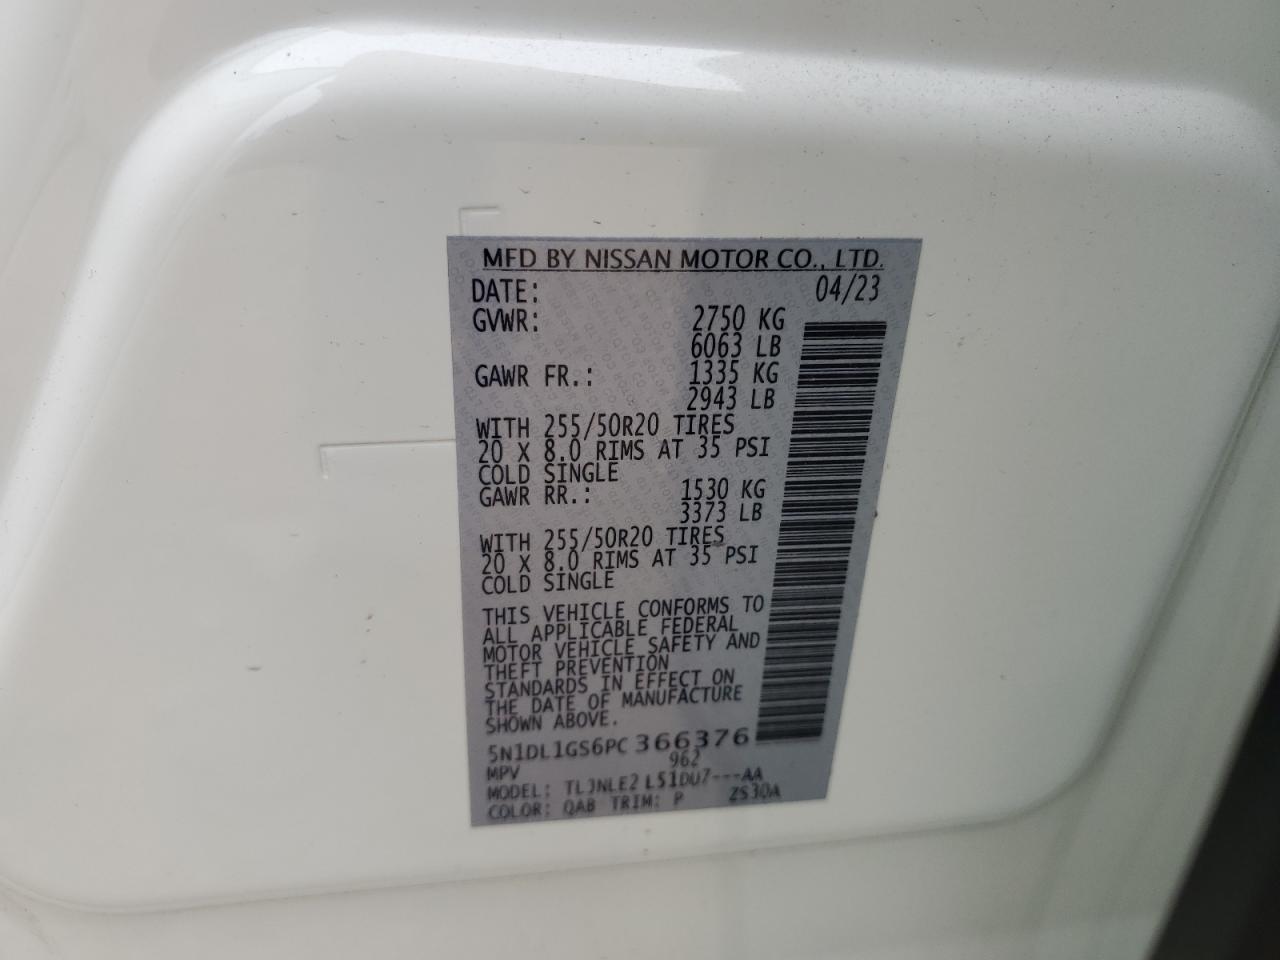 MFD BY NISSAN MOTOR CO., LTD.
DATE: 04/23
GVWR: 2750 KG
6063 LB
GAWR FR.: 1335 KG
2943 LB
WITH 255/50R20 TIRES
20 X 8.0 RIMS AT 35 PSI
COLD SINGLE
GAWR RR.: 1530 KG
3373 LB
WITH 255/50R20 TIRES
20 X 8.0 RIMS AT 35 PSI
COLD SINGLE
THIS VEHICLE CONFORMS TO
ALL APPLICABLE FEDERAL
MOTOR VEHICLE SAFETY AND
THEFT PREVENTION
STANDARDS IN EFFECT ON
THE DATE OF MANUFACTURE
SHOWN ABOVE.
5N1DL1GS6PC366376
MPV 962
MODEL: TLJNLE2 L51DU7---AA
COLOR: QAB TRIM: P ZS30A